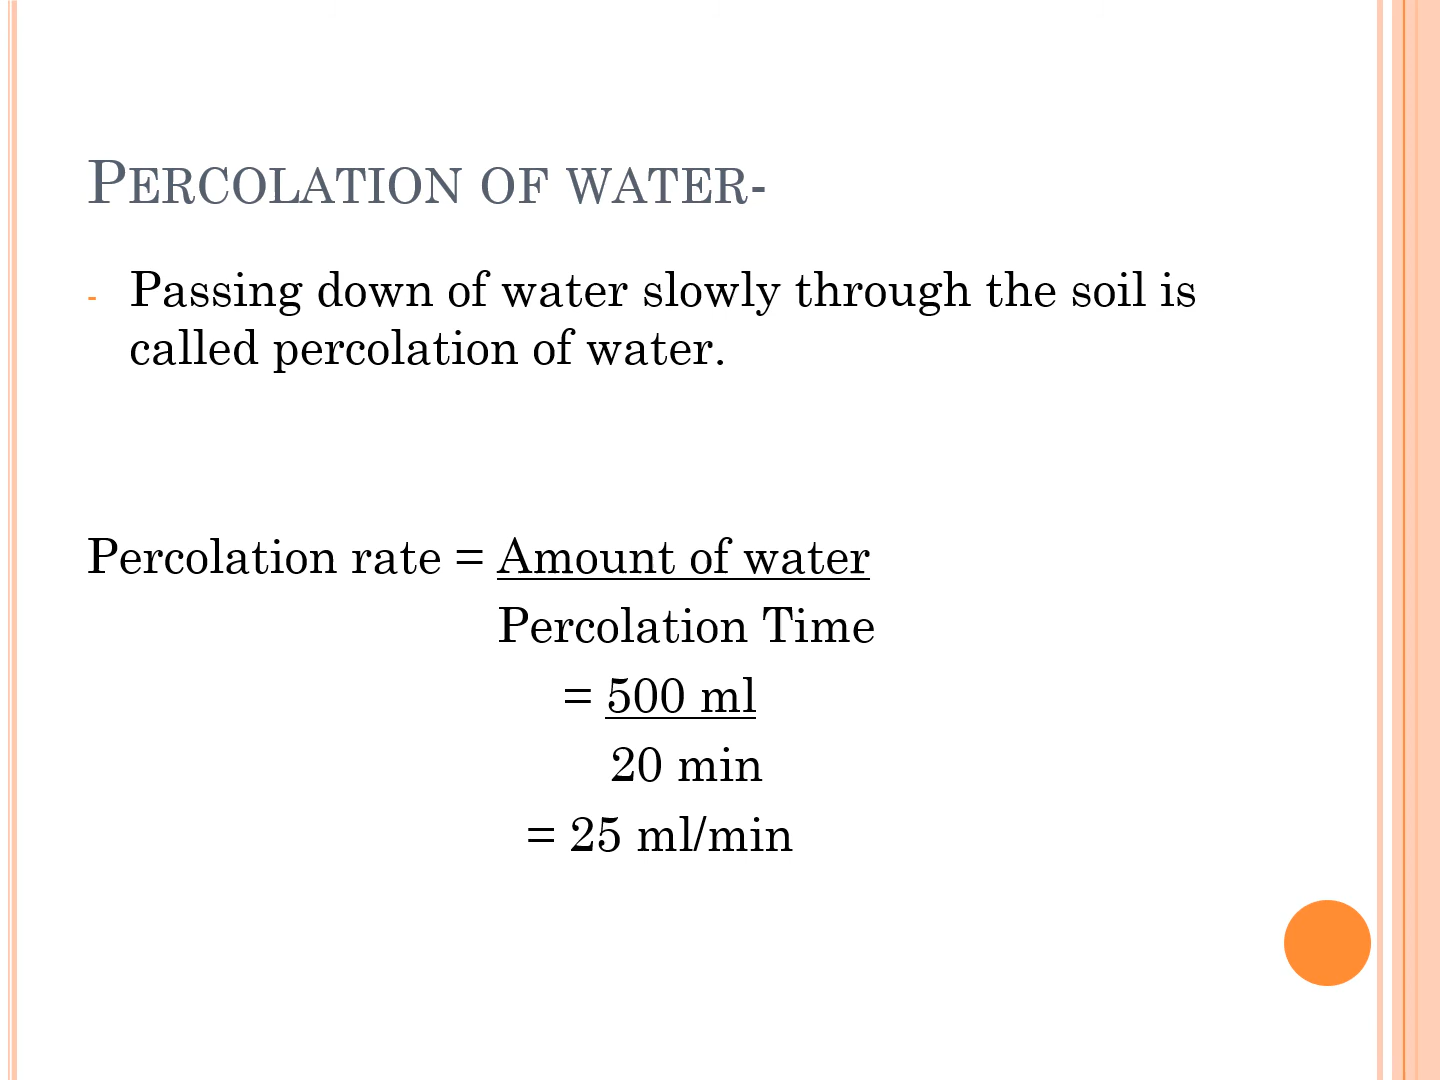 PERCOLATION OF WATER-
- Passing down of water slowly through the soil is
called percolation of water.
Percolation rate = Amount of water
Percolation Time
= 500 ml
20 min
= 25 ml/min